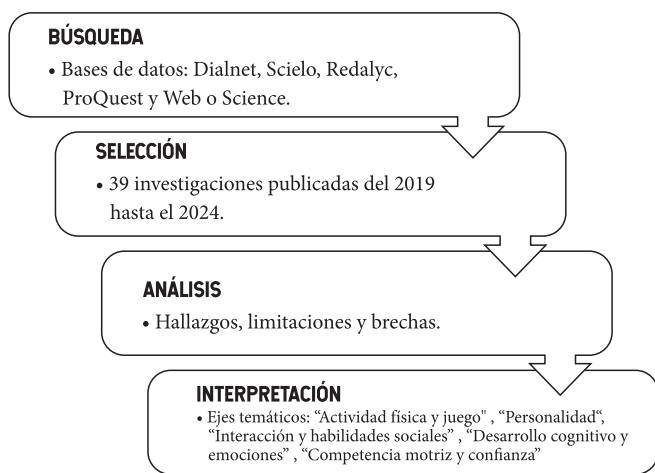 BÚSQUEDA
• Bases de datos: Dialnet, Scielo, Redalyc,
ProQuest y Web o Science.
SELECCIÓN
• 39 investigaciones publicadas del 2019
hasta el 2024.
ANÁLISIS
• Hallazgos, limitaciones y brechas.
INTERPRETACIÓN
• Ejes temáticos: “Actividad física y juego" , “Personalidad“,
“Interacción y habilidades sociales” , “Desarrollo cognitivo y
emociones” , “Competencia motriz y confianza”